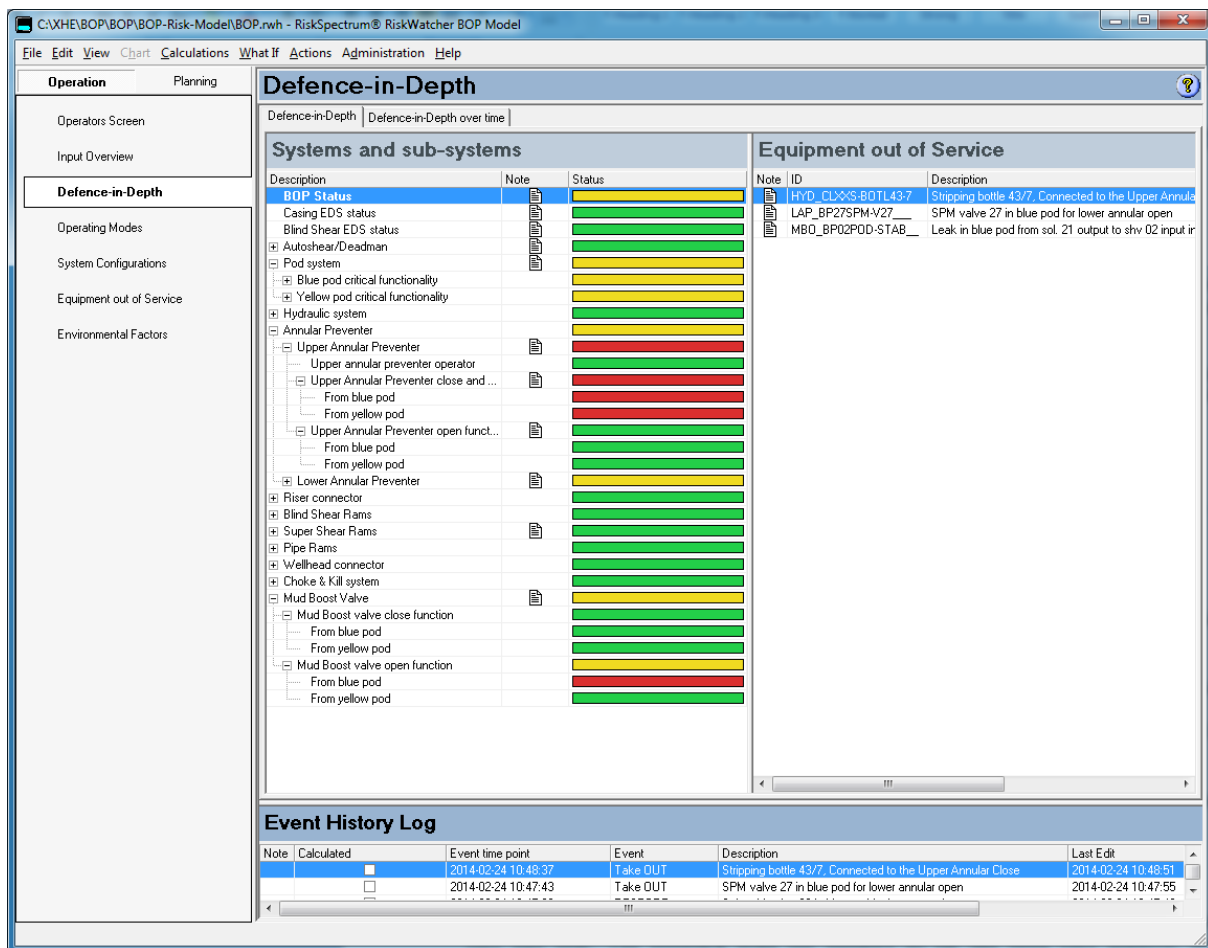 C:\XHE\BOP\BOP\BOP-Risk-Model\BOP.rwh - RiskSpectrum® RiskWatcher BOP Model
File Edit View Chart Calculations What If Actions Administration Help
Operation Planning
Operators Screen
Input Overview
Defence-in-Depth
Operating Modes
System Configurations
Equipment out of Service
Environmental Factors
Defence-in-Depth
Defence-in-Depth Defence-in-Depth over time
Systems and sub-systems
Description Note Status
BOP Status
Casing EDS status
Blind Shear EDS status
Autoshear/Deadman
Pod system
Blue pod critical functionality
Yellow pod critical functionality
Hydraulic system
Annular Preventer
Upper Annular Preventer
Upper annular preventer operator
Upper Annular Preventer close and ...
From blue pod
From yellow pod
Upper Annular Preventer open funct...
From blue pod
From yellow pod
Lower Annular Preventer
Riser connector
Blind Shear Rams
Super Shear Rams
Pipe Rams
Wellhead connector
Choke & Kill system
Mud Boost Valve
Mud Boost valve close function
From blue pod
From yellow pod
Mud Boost valve open function
From blue pod
From yellow pod
Equipment out of Service
Note ID Description
HYD_CLXXS-BOTL43-7 Stripping bottle 43/7, Connected to the Upper Annula
LAP_BP27SPM-V27___ SPM valve 27 in blue pod for lower annular open
MBO_BP02POD-STAB__ Leak in blue pod from sol. 21 output to shv 02 input ir
Event History Log
Note Calculated Event time point Event Description Last Edit
2014-02-24 10:48:37 Take OUT Stripping bottle 43/7, Connected to the Upper Annular Close 2014-02-24 10:48:51
2014-02-24 10:47:43 Take OUT SPM valve 27 in blue pod for lower annular open 2014-02-24 10:47:55